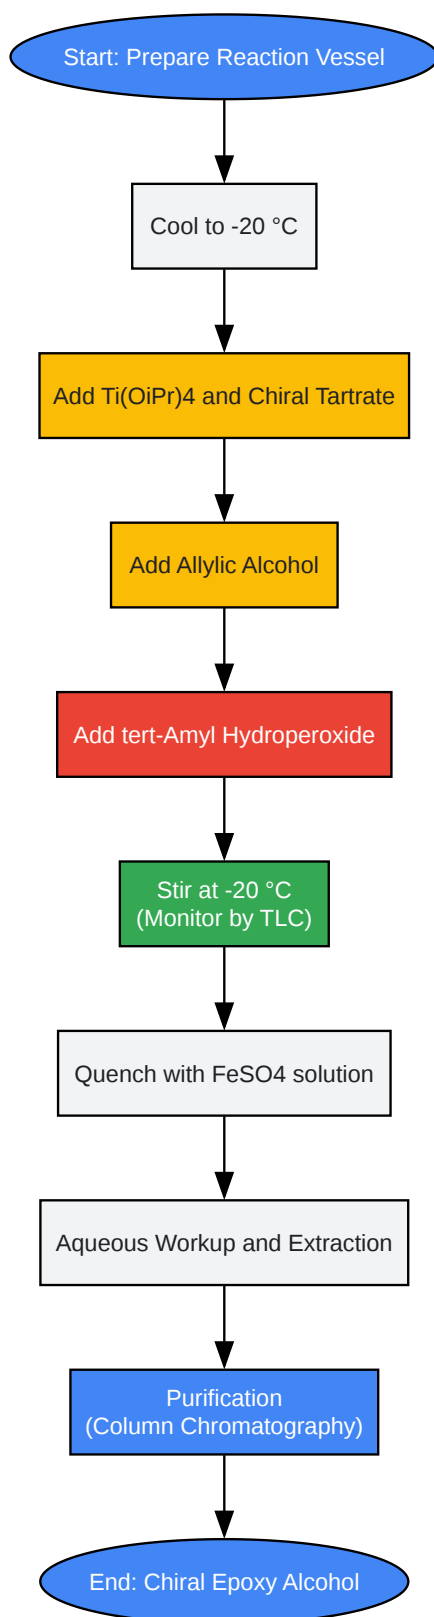 Start: Prepare Reaction Vessel
Cool to -20 °C
Add Ti(OiPr)4 and Chiral Tartrate
Add Allylic Alcohol
Add tert-Amyl Hydroperoxide
Stir at -20 °C
(Monitor by TLC)
Quench with FeSO4 solution
Aqueous Workup and Extraction
Purification
(Column Chromatography)
End: Chiral Epoxy Alcohol